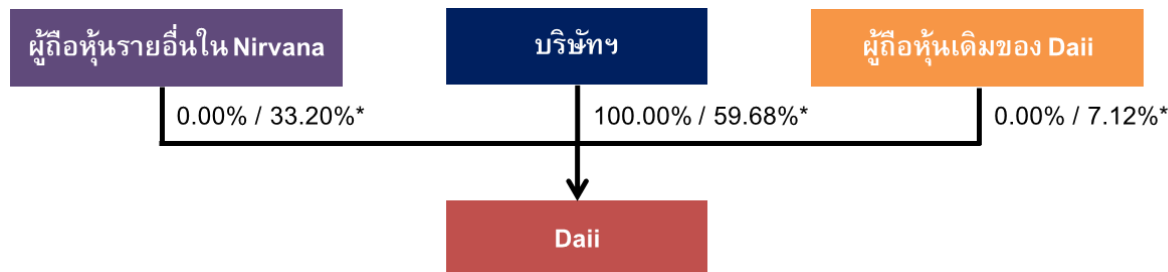 ผู้ถือหุ้นรายอื่นใน Nirvana
บริษัทฯ
ผู้ถือหุ้นเดิมของ Daii
0.00% / 33.20%*
100.00% / 59.68%*
0.00% / 7.12%*
Daii